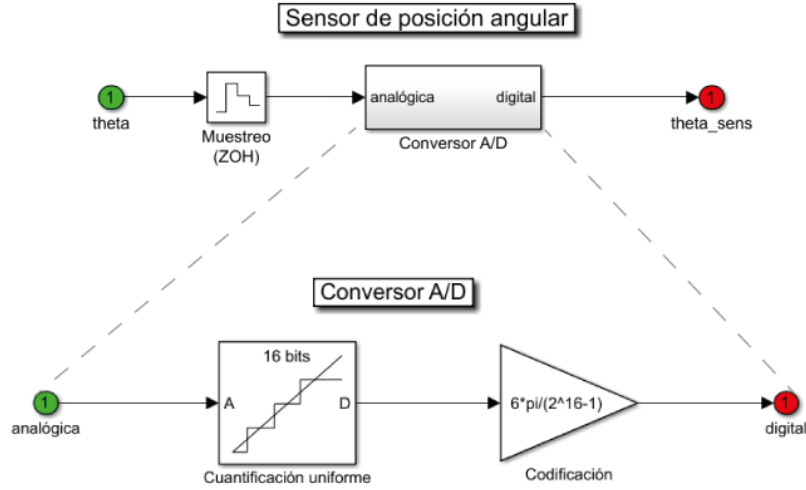 Sensor de posición angular
1
theta
Muestreo
(ZOH)
analógica
digital
Conversor A/D
1
theta_sens
Conversor A/D
1
analógica
16 bits
A
D
Cuantificación uniforme
6*pi/(2^16-1)
Codificación
1
digital